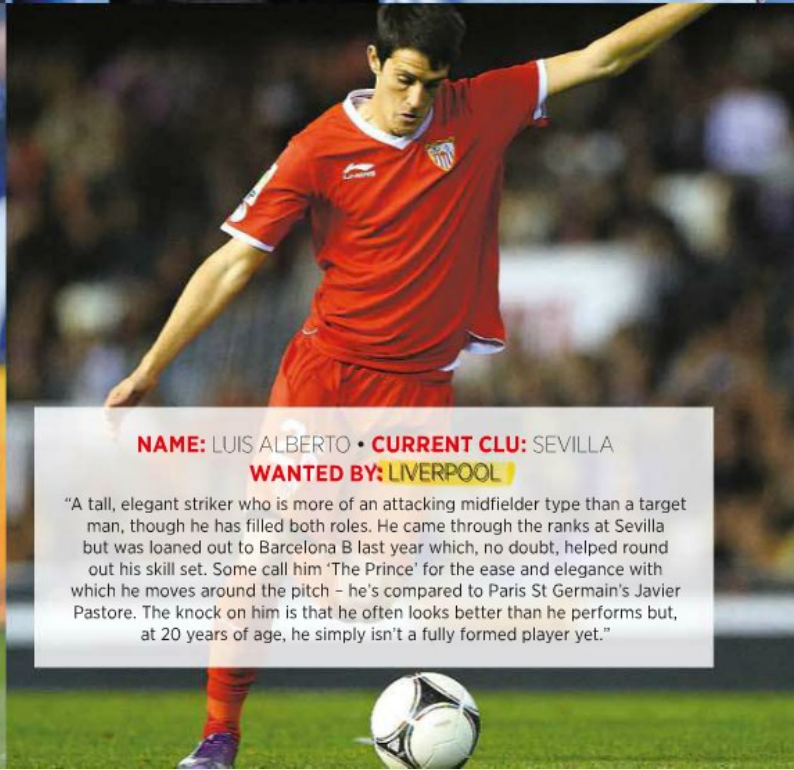 LI-NING
NAME: LUIS ALBERTO • CURRENT CLU: SEVILLA
WANTED BY: LIVERPOOL
“A tall, elegant striker who is more of an attacking midfielder type than a target
man, though he has filled both roles. He came through the ranks at Sevilla
but was loaned out to Barcelona B last year which, no doubt, helped round
out his skill set. Some call him ‘The Prince’ for the ease and elegance with
which he moves around the pitch – he’s compared to Paris St Germain’s Javier
Pastore. The knock on him is that he often looks better than he performs but,
at 20 years of age, he simply isn’t a fully formed player yet.”